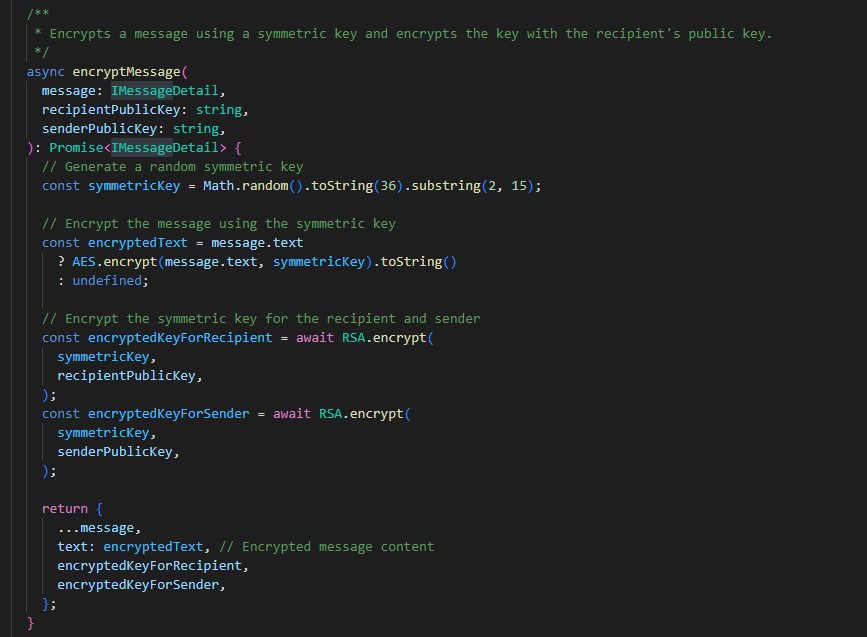 /**
 * Encrypts a message using a symmetric key and encrypts the key with the recipient's public key.
 */
async encryptMessage(
  message: IMessageDetail,
  recipientPublicKey: string,
  senderPublicKey: string,
): Promise<IMessageDetail> {
  // Generate a random symmetric key
  const symmetricKey = Math.random().toString(36).substring(2, 15);

  // Encrypt the message using the symmetric key
  const encryptedText = message.text
    ? AES.encrypt(message.text, symmetricKey).toString()
    : undefined;

  // Encrypt the symmetric key for the recipient and sender
  const encryptedKeyForRecipient = await RSA.encrypt(
    symmetricKey,
    recipientPublicKey,
  );
  const encryptedKeyForSender = await RSA.encrypt(
    symmetricKey,
    senderPublicKey,
  );

  return {
    ...message,
    text: encryptedText, // Encrypted message content
    encryptedKeyForRecipient,
    encryptedKeyForSender,
  };
}